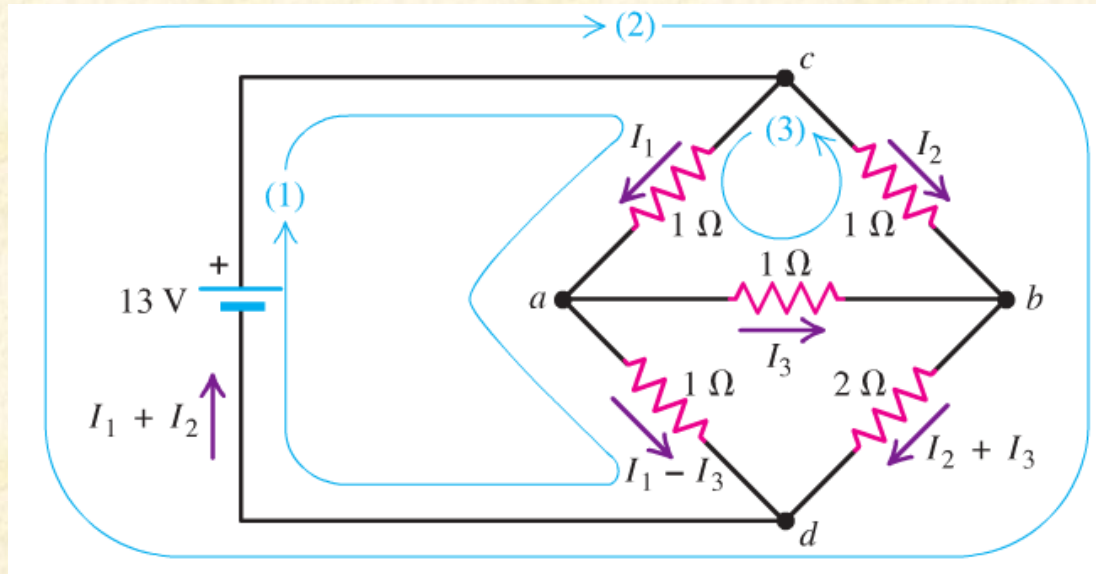 (2)
c
I₁
(3)
I₂
(1)
1 Ω
1 Ω
1 Ω
+
13 V
a
b
I₃
1 Ω
2 Ω
I₁ + I₂
I₁ − I₃
I₂ + I₃
d